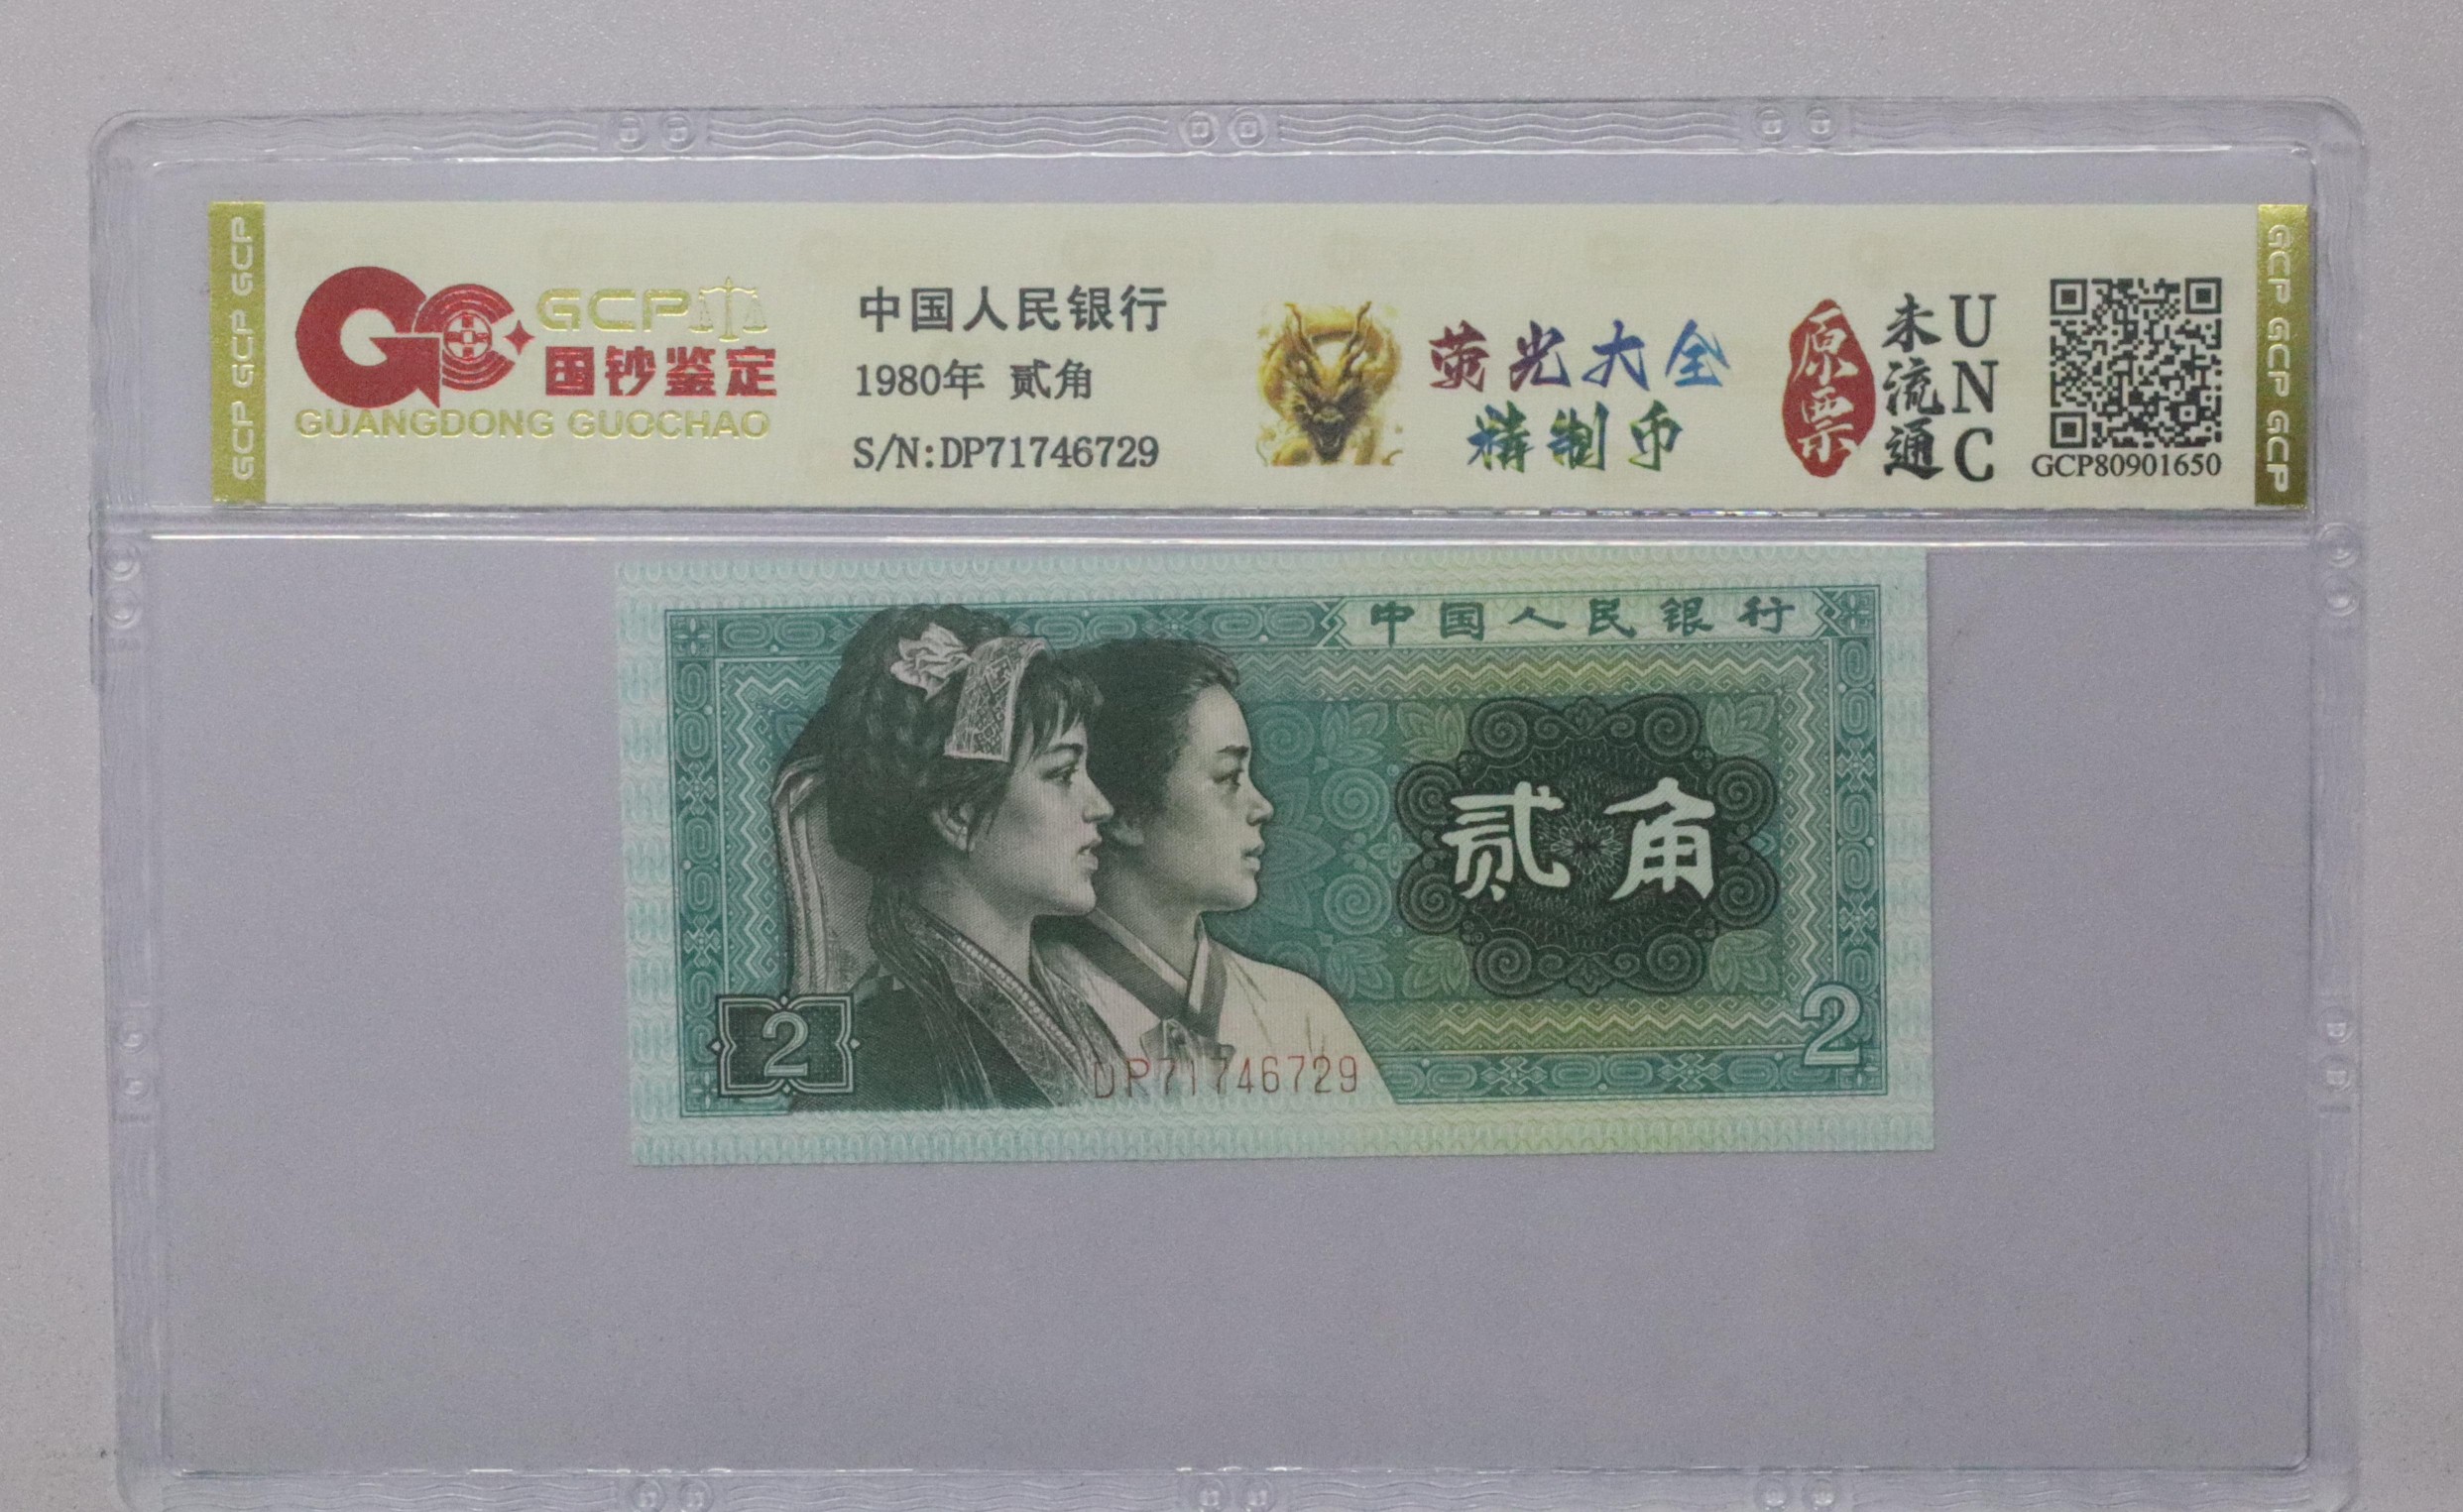 GCP GCP GCP
GCP
国钞鉴定
GUANGDONG GUOCHAO
中国人民银行
1980年 贰角
S/N:DP71746729
荧光大全
精制币
原票
未流通
UNC
GCP80901650
GCP GCP GCP
中国人民银行
贰角
2
2
DP71746729